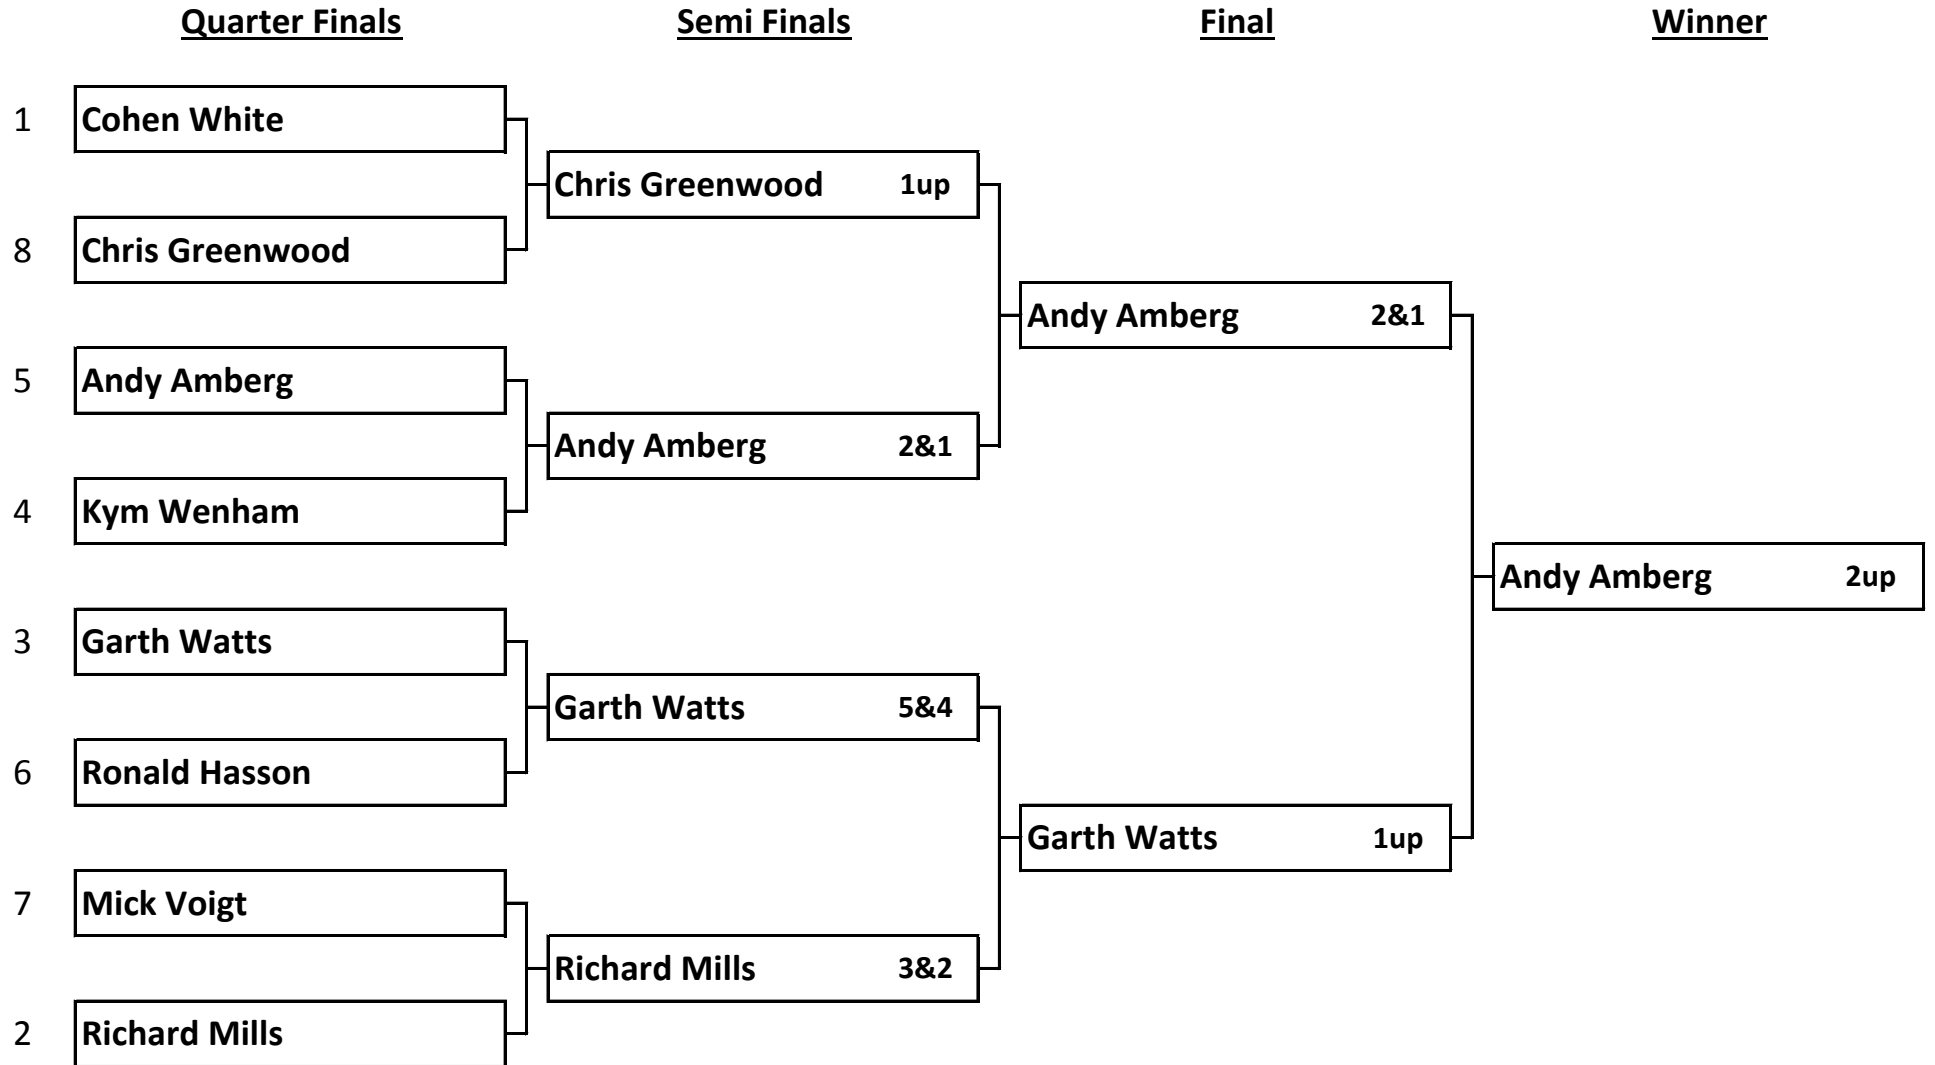 Quarter Finals Semi Finals Final Winner
1 Cohen White
Chris Greenwood 1up
8 Chris Greenwood
Andy Amberg 2&1
5 Andy Amberg
Andy Amberg 2&1
4 Kym Wenham
Andy Amberg 2up
3 Garth Watts
Garth Watts 5&4
6 Ronald Hasson
Garth Watts 1up
7 Mick Voigt
Richard Mills 3&2
2 Richard Mills